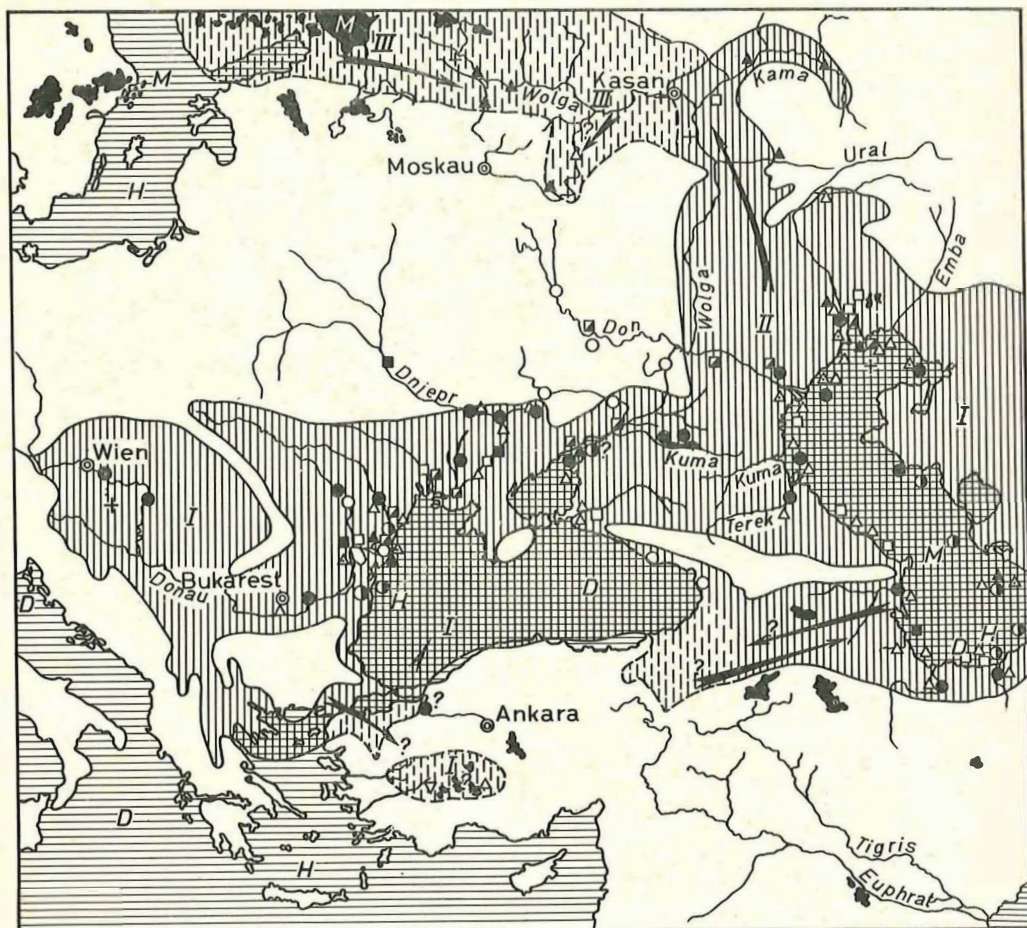 M
III
M
Kasan
Kama
Wolga
III
?
Ural
Moskau
H
Emba
Wolga
Don
II
Dnjepr
I
Wien
?
Kuma
Kuma
I
Terek
Donau
Bukarest
M
D
H
D
I
?
H
D
?
?
Ankara
?
D
Tigris
H
Euphrat